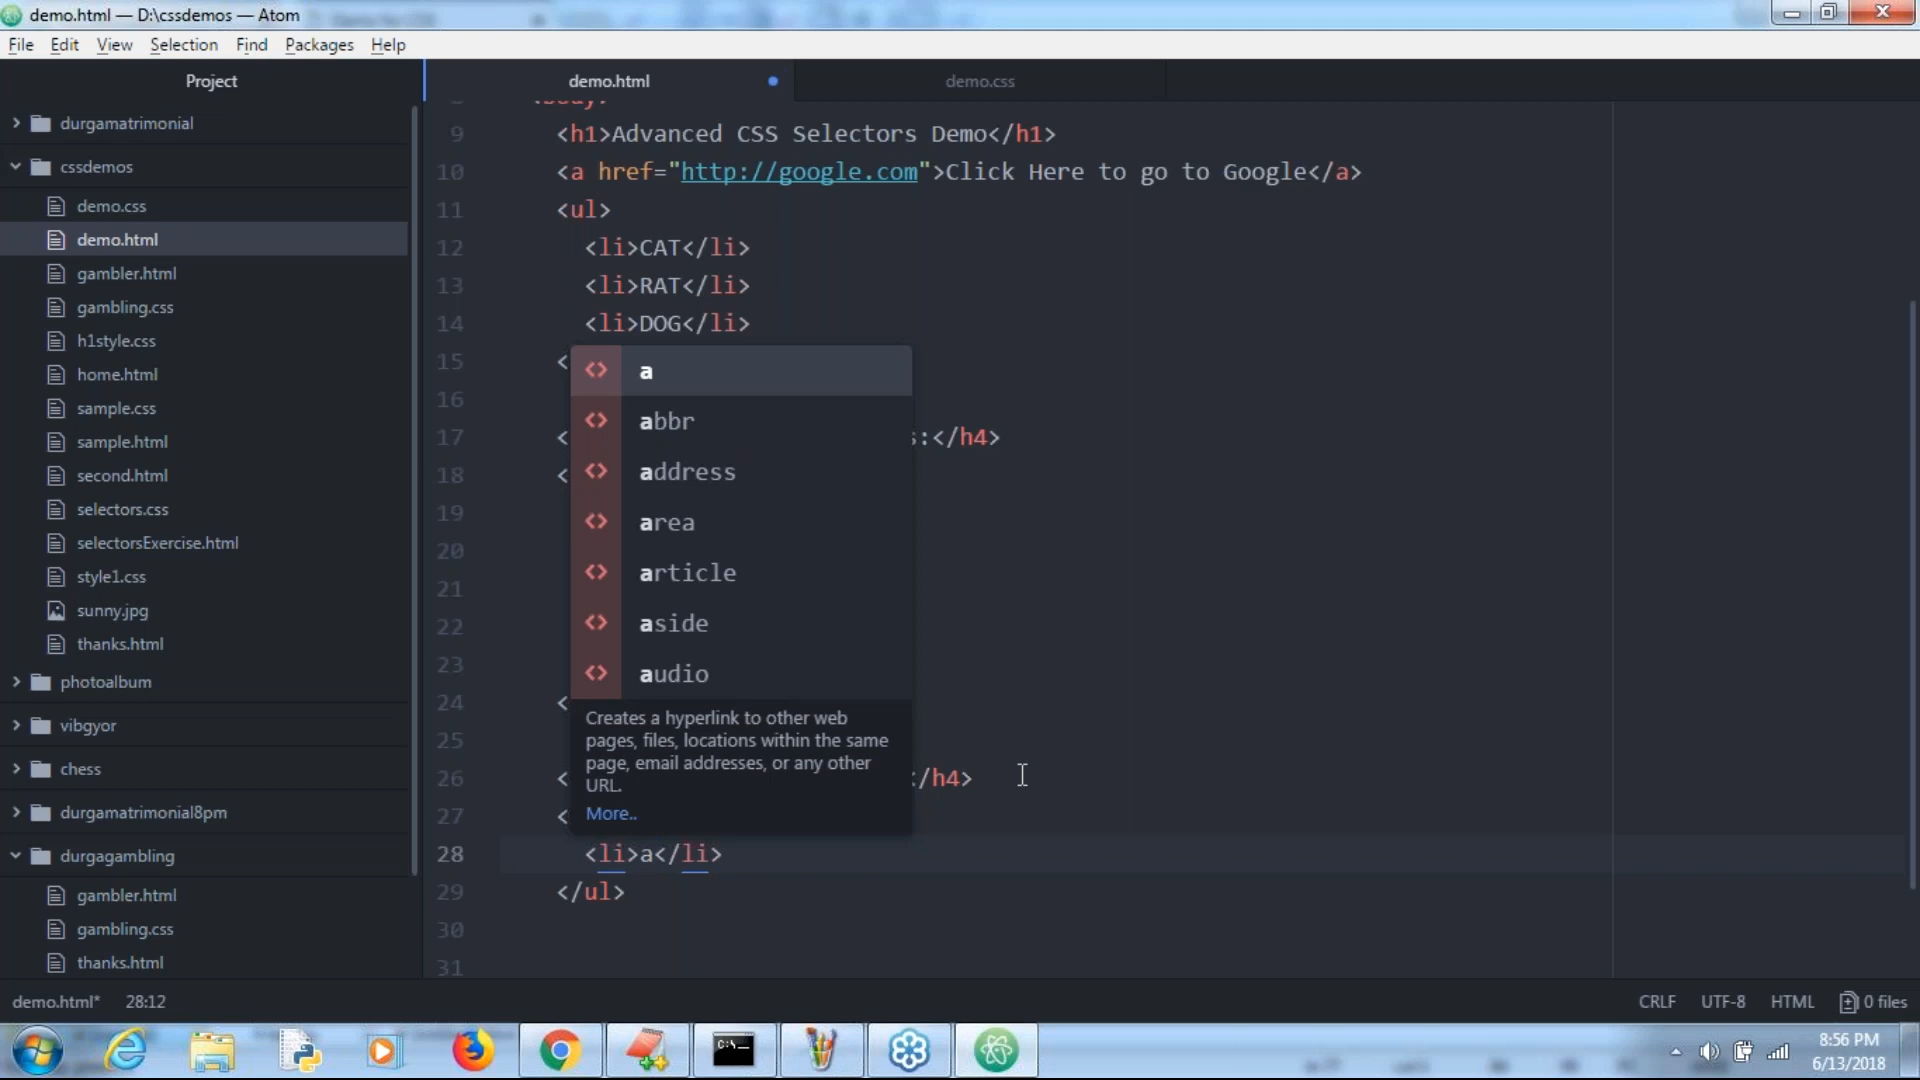 demo.html — D:\cssdemos — Atom
File Edit View Selection Find Packages Help
Project
demo.html
demo.css
durgamatrimonial
cssdemos
demo.css
demo.html
gambler.html
gambling.css
h1style.css
home.html
sample.css
sample.html
second.html
selectors.css
selectorsExercise.html
style1.css
sunny.jpg
thanks.html
photoalbum
vibgyor
chess
durgamatrimonial8pm
durgagambling
gambler.html
gambling.css
thanks.html
<body>
9 <h1>Advanced CSS Selectors Demo</h1>
10 <a href="http://google.com">Click Here to go to Google</a>
11 <ul>
12 <li>CAT</li>
13 <li>RAT</li>
14 <li>DOG</li>
15 <
16
17 < s:</h4>
18 <
19
20
21
22
23
24 <
25
26 < /h4>
27 <
28 <li>a</li>
29 </ul>
30
31
<> a
<> abbr
<> address
<> area
<> article
<> aside
<> audio
Creates a hyperlink to other web
pages, files, locations within the same
page, email addresses, or any other
URL.
More..
demo.html* 28:12
CRLF UTF-8 HTML 0 files
C:\_
8:56 PM
6/13/2018